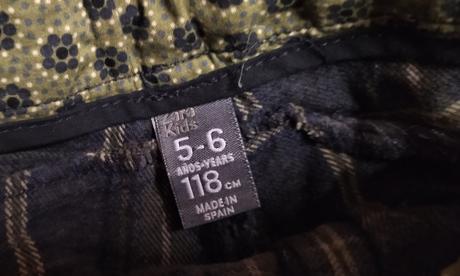 Zara
Kids
5-6
AÑOS-YEARS
118 CM
MADE IN
SPAIN